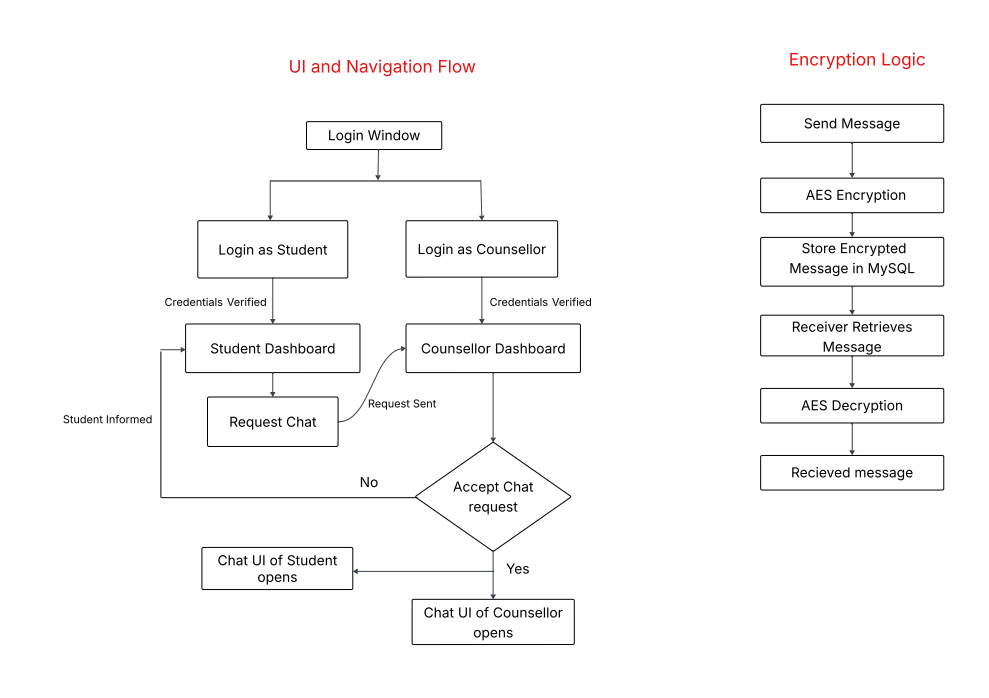 UI and Navigation Flow
Login Window
Login as Student
Login as Counsellor
Credentials Verified
Credentials Verified
Student Dashboard
Counsellor Dashboard
Request Chat
Request Sent
Student Informed
No
Accept Chat
request
Yes
Chat UI of Student
opens
Chat UI of Counsellor
opens
Encryption Logic
Send Message
AES Encryption
Store Encrypted
Message in MySQL
Receiver Retrieves
Message
AES Decryption
Recieved message